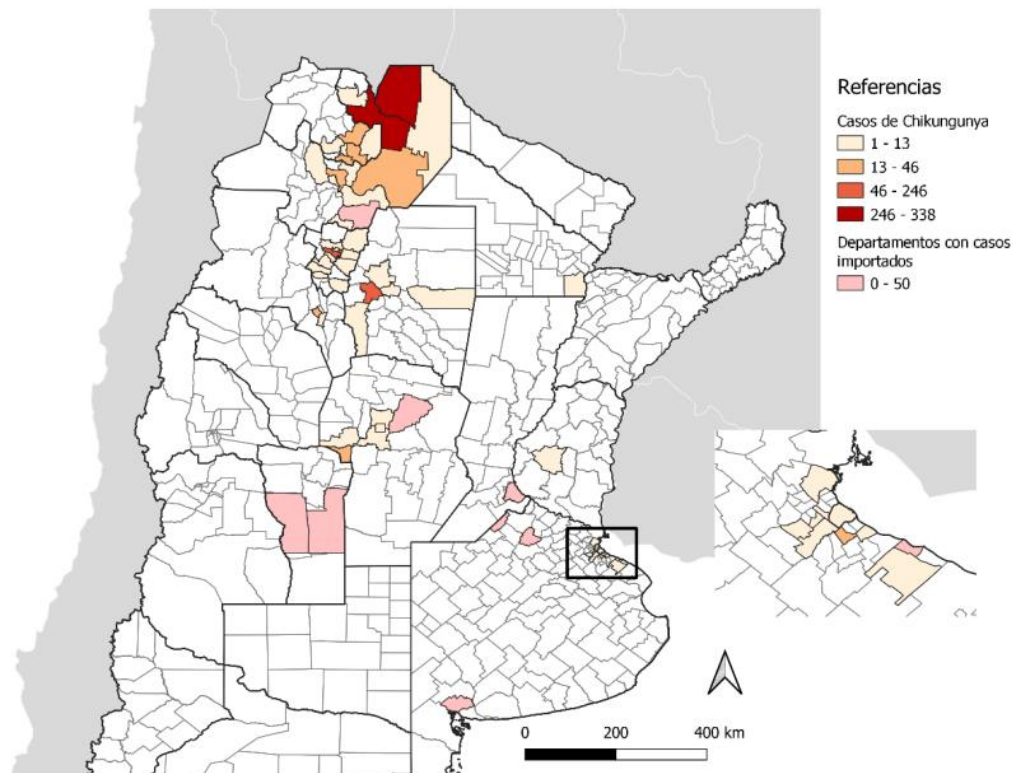 Referencias
Casos de Chikungunya
1 - 13
13 - 46
46 - 246
246 - 338
Departamentos con casos
importados
0 - 50
0 200 400 km